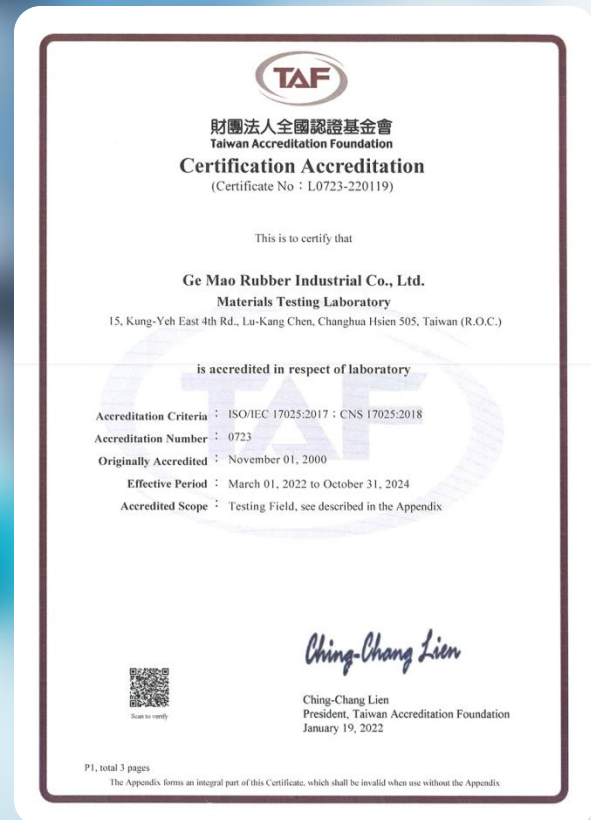 TAF
財團法人全國認證基金會
Taiwan Accreditation Foundation
Certification Accreditation
(Certificate No：L0723-220119)
This is to certify that
Ge Mao Rubber Industrial Co., Ltd.
Materials Testing Laboratory
15, Kung-Yeh East 4th Rd., Lu-Kang Chen, Changhua Hsien 505, Taiwan (R.O.C.)
is accredited in respect of laboratory
TAF
Accreditation Criteria： ISO/IEC 17025:2017；CNS 17025:2018
Accreditation Number： 0723
Originally Accredited： November 01, 2000
Effective Period： March 01, 2022 to October 31, 2024
Accredited Scope： Testing Field, see described in the Appendix
Ching-Chang Lien
Scan to verify
Ching-Chang Lien
President, Taiwan Accreditation Foundation
January 19, 2022
P1, total 3 pages
The Appendix forms an integral part of this Certificate, which shall be invalid when use without the Appendix